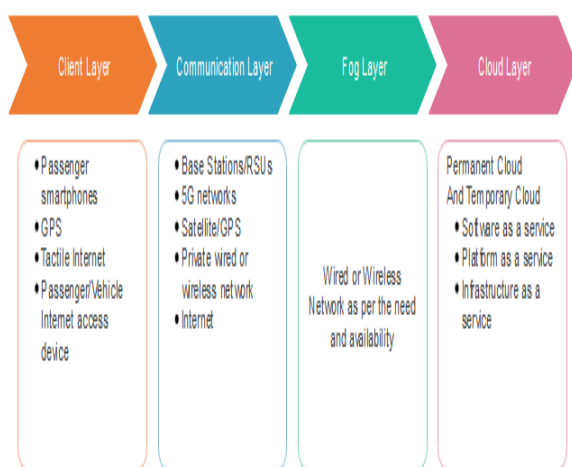 Client Layer
Communication Layer
Fog Layer
Cloud Layer
• Passenger
smartphones
• GPS
• Tactile Internet
• Passenger/Vehicle
Internet access
device
• Base Stations/RSUs
• 5G networks
• Satellite/GPS
• Private wired or
wireless network
• Internet
Wired or Wireless
Network as per the need
and availability
Permanent Cloud
And Temporary Cloud
• Software as a service
• Platform as a service
• Infrastructure as a
service